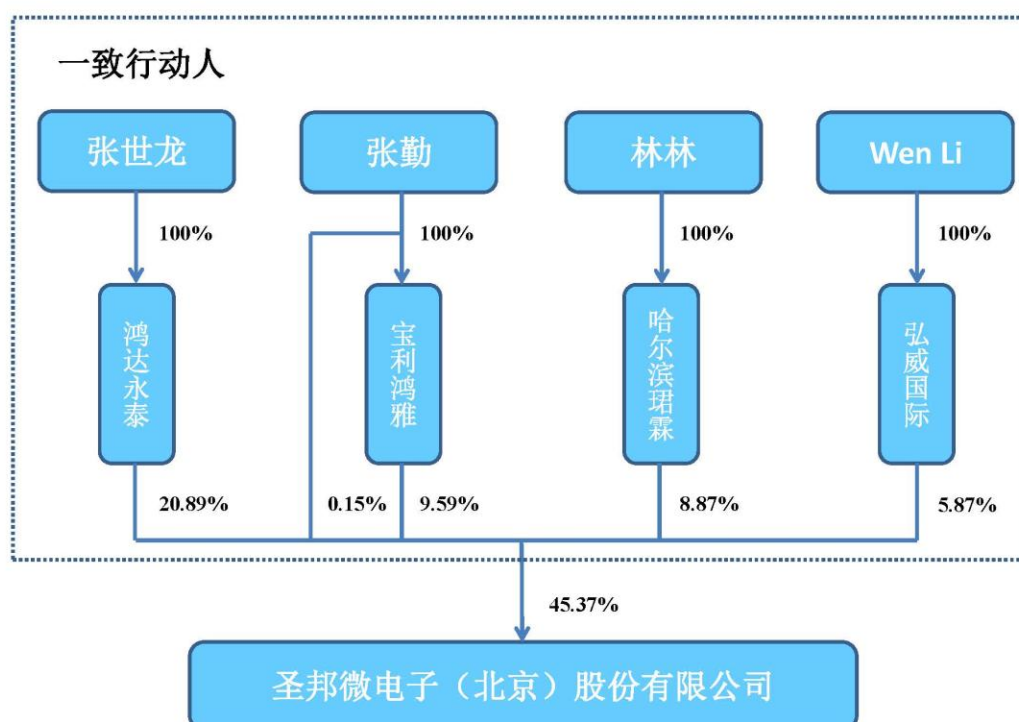 一致行动人
张世龙
张勤
林林
Wen Li
100%
100%
100%
100%
鸿达永泰
宝利鸿雅
哈尔滨珺霖
弘威国际
20.89%
0.15%
9.59%
8.87%
5.87%
45.37%
圣邦微电子（北京）股份有限公司